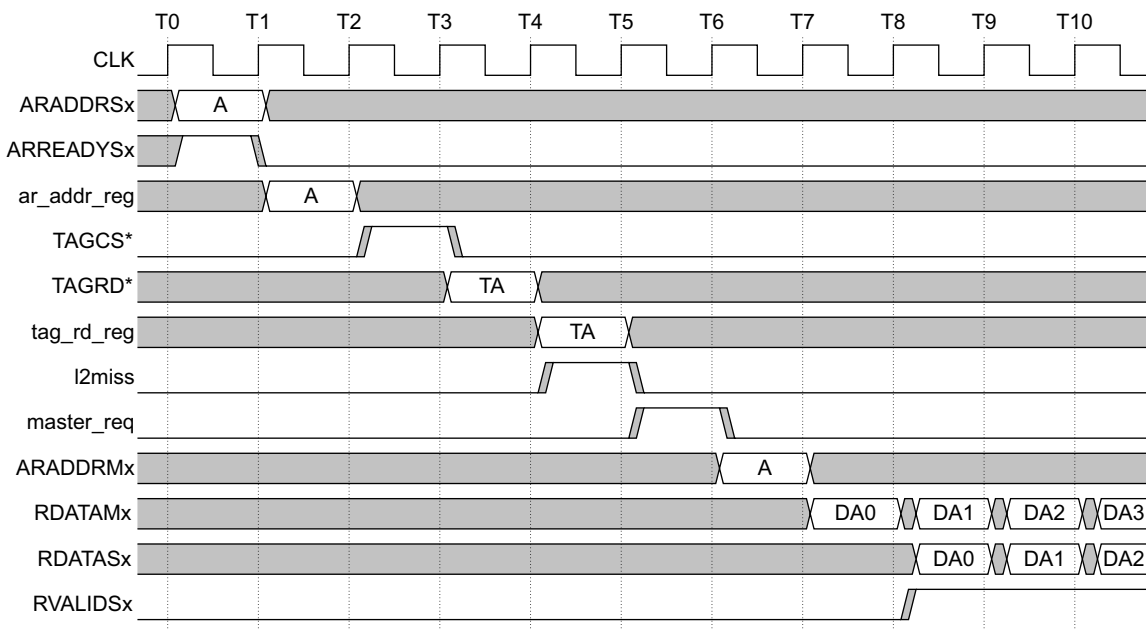 T0 T1 T2 T3 T4 T5 T6 T7 T8 T9 T10
CLK
ARADDRSx A
ARREADYSx
ar_addr_reg A
TAGCS*
TAGRD* TA
tag_rd_reg TA
l2miss
master_req
ARADDRMx A
RDATAMx DA0 DA1 DA2 DA3
RDATASx DA0 DA1 DA2
RVALIDSx